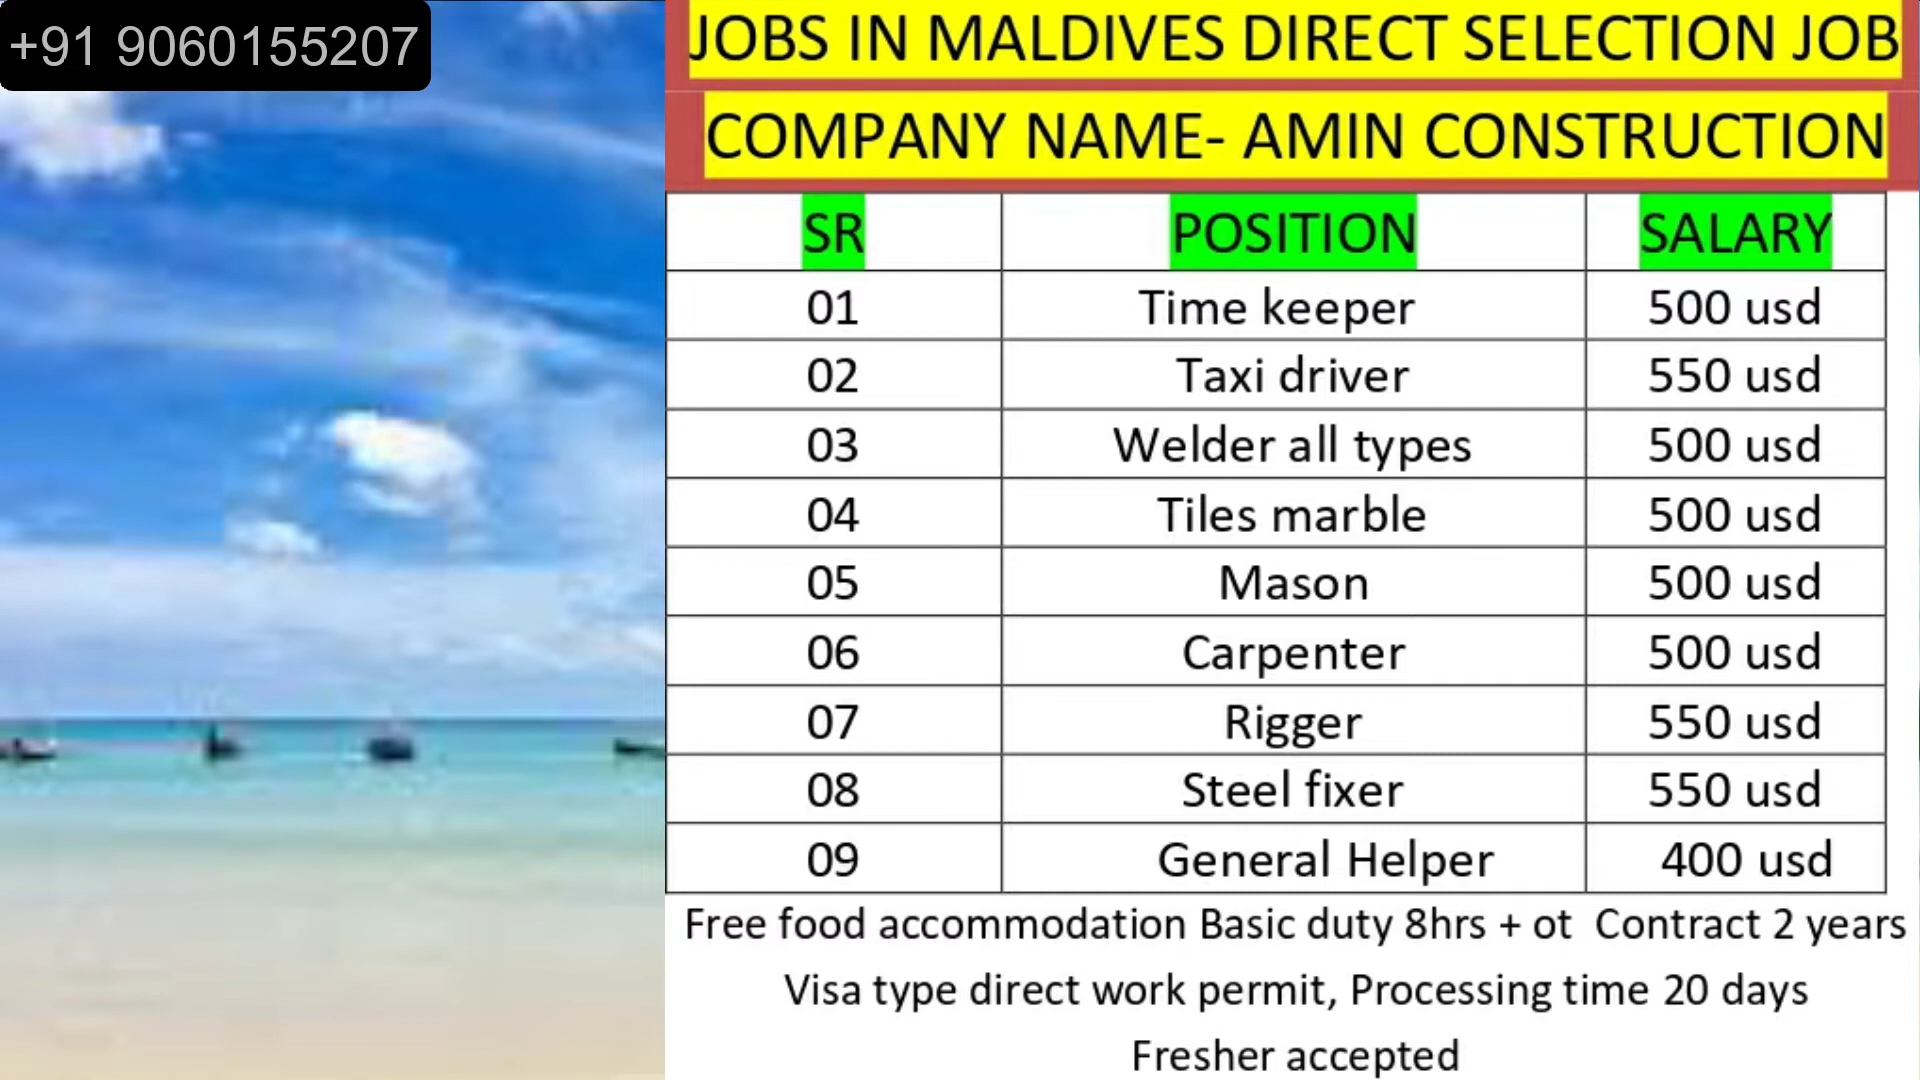 +91 9060155207
JOBS IN MALDIVES DIRECT SELECTION JOB
COMPANY NAME- AMIN CONSTRUCTION
SR POSITION SALARY
01 Time keeper 500 usd
02 Taxi driver 550 usd
03 Welder all types 500 usd
04 Tiles marble 500 usd
05 Mason 500 usd
06 Carpenter 500 usd
07 Rigger 550 usd
08 Steel fixer 550 usd
09 General Helper 400 usd
Free food accommodation Basic duty 8hrs + ot Contract 2 years
Visa type direct work permit, Processing time 20 days
Fresher accepted